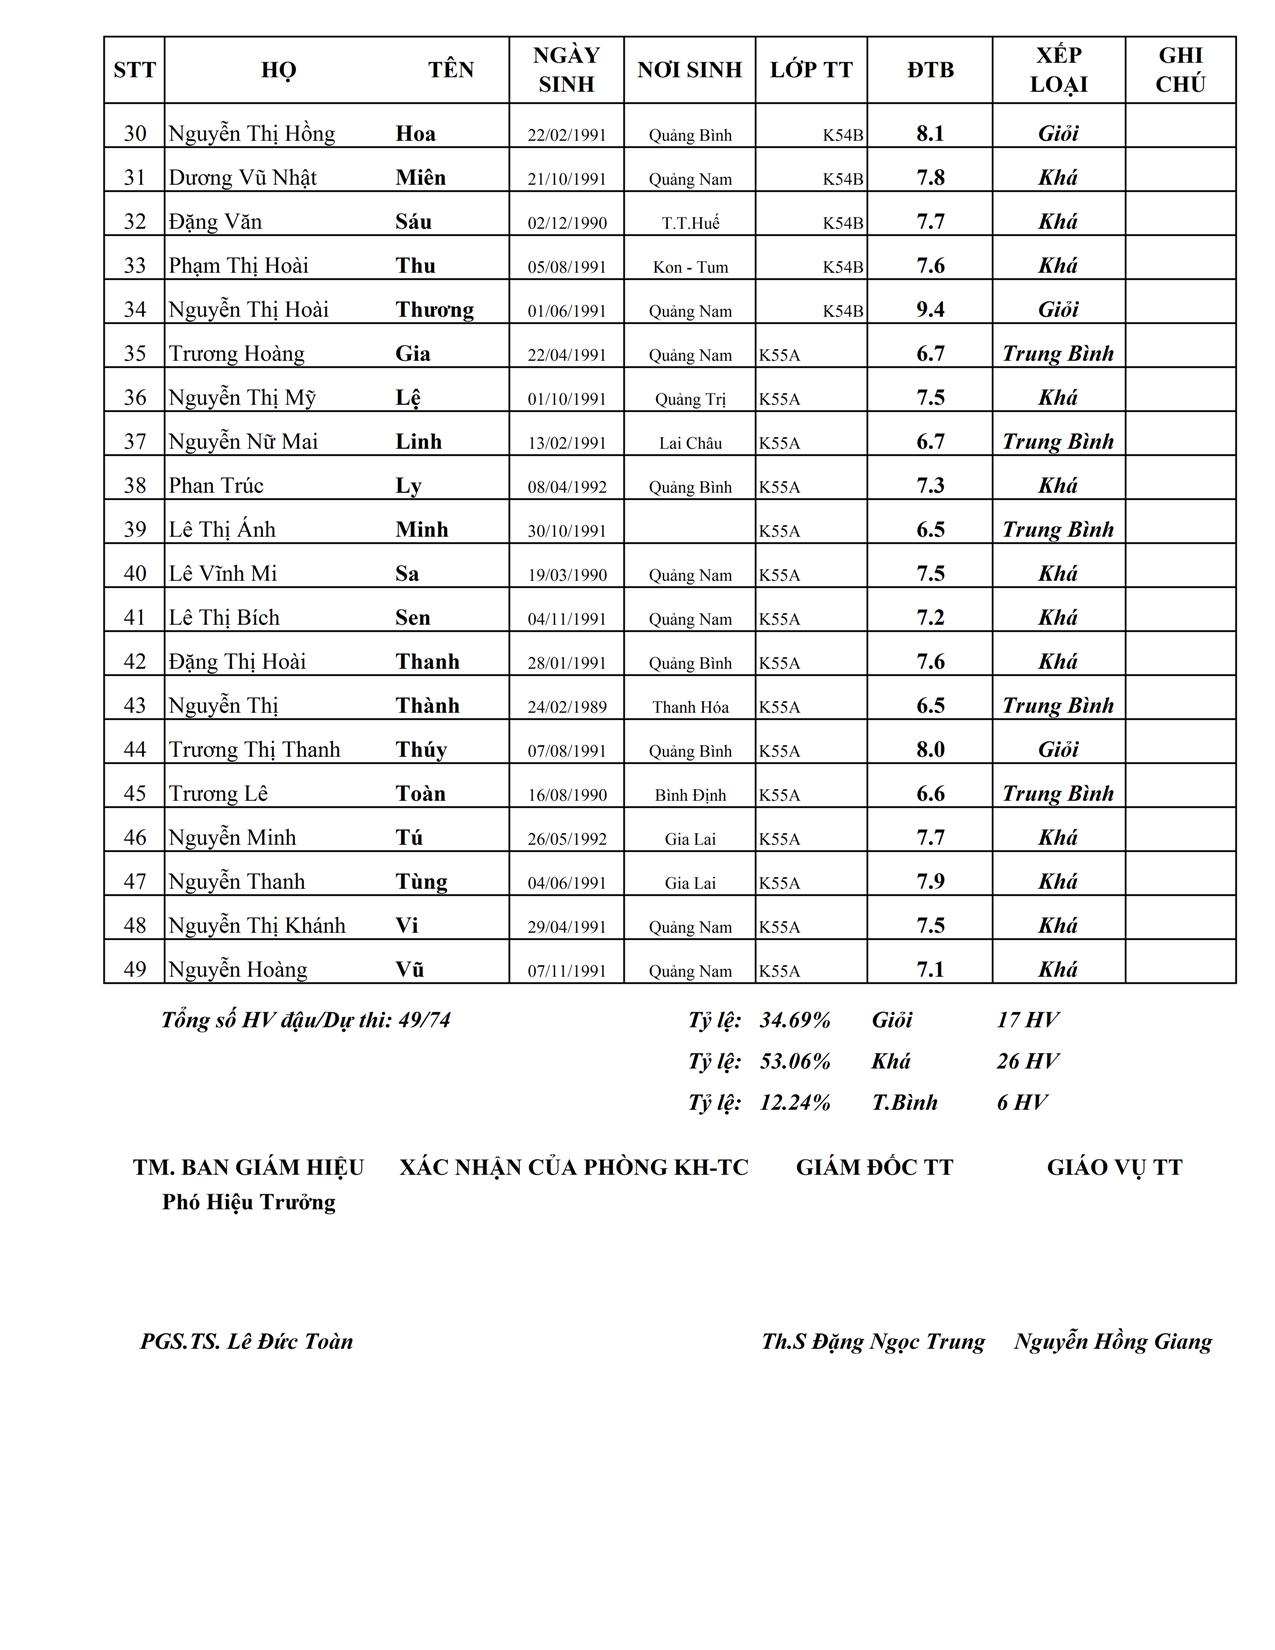 STT HỌ TÊN NGÀY SINH NƠI SINH LỚP TT ĐTB XẾP LOẠI GHI CHÚ
30 Nguyễn Thị Hồng Hoa 22/02/1991 Quảng Bình K54B 8.1 Giỏi
31 Dương Vũ Nhật Miên 21/10/1991 Quảng Nam K54B 7.8 Khá
32 Đặng Văn Sáu 02/12/1990 T.T.Huế K54B 7.7 Khá
33 Phạm Thị Hoài Thu 05/08/1991 Kon - Tum K54B 7.6 Khá
34 Nguyễn Thị Hoài Thương 01/06/1991 Quảng Nam K54B 9.4 Giỏi
35 Trương Hoàng Gia 22/04/1991 Quảng Nam K55A 6.7 Trung Bình
36 Nguyễn Thị Mỹ Lệ 01/10/1991 Quảng Trị K55A 7.5 Khá
37 Nguyễn Nữ Mai Linh 13/02/1991 Lai Châu K55A 6.7 Trung Bình
38 Phan Trúc Ly 08/04/1992 Quảng Bình K55A 7.3 Khá
39 Lê Thị Ánh Minh 30/10/1991 K55A 6.5 Trung Bình
40 Lê Vĩnh Mi Sa 19/03/1990 Quảng Nam K55A 7.5 Khá
41 Lê Thị Bích Sen 04/11/1991 Quảng Nam K55A 7.2 Khá
42 Đặng Thị Hoài Thanh 28/01/1991 Quảng Bình K55A 7.6 Khá
43 Nguyễn Thị Thành 24/02/1989 Thanh Hóa K55A 6.5 Trung Bình
44 Trương Thị Thanh Thúy 07/08/1991 Quảng Bình K55A 8.0 Giỏi
45 Trương Lê Toàn 16/08/1990 Bình Định K55A 6.6 Trung Bình
46 Nguyễn Minh Tú 26/05/1992 Gia Lai K55A 7.7 Khá
47 Nguyễn Thanh Tùng 04/06/1991 Gia Lai K55A 7.9 Khá
48 Nguyễn Thị Khánh Vi 29/04/1991 Quảng Nam K55A 7.5 Khá
49 Nguyễn Hoàng Vũ 07/11/1991 Quảng Nam K55A 7.1 Khá
Tổng số HV đậu/Dự thi: 49/74 Tỷ lệ: 34.69% Giỏi 17 HV
Tỷ lệ: 53.06% Khá 26 HV
Tỷ lệ: 12.24% T.Bình 6 HV
TM. BAN GIÁM HIỆU XÁC NHẬN CỦA PHÒNG KH-TC GIÁM ĐỐC TT GIÁO VỤ TT
Phó Hiệu Trưởng
PGS.TS. Lê Đức Toàn Th.S Đặng Ngọc Trung Nguyễn Hồng Giang